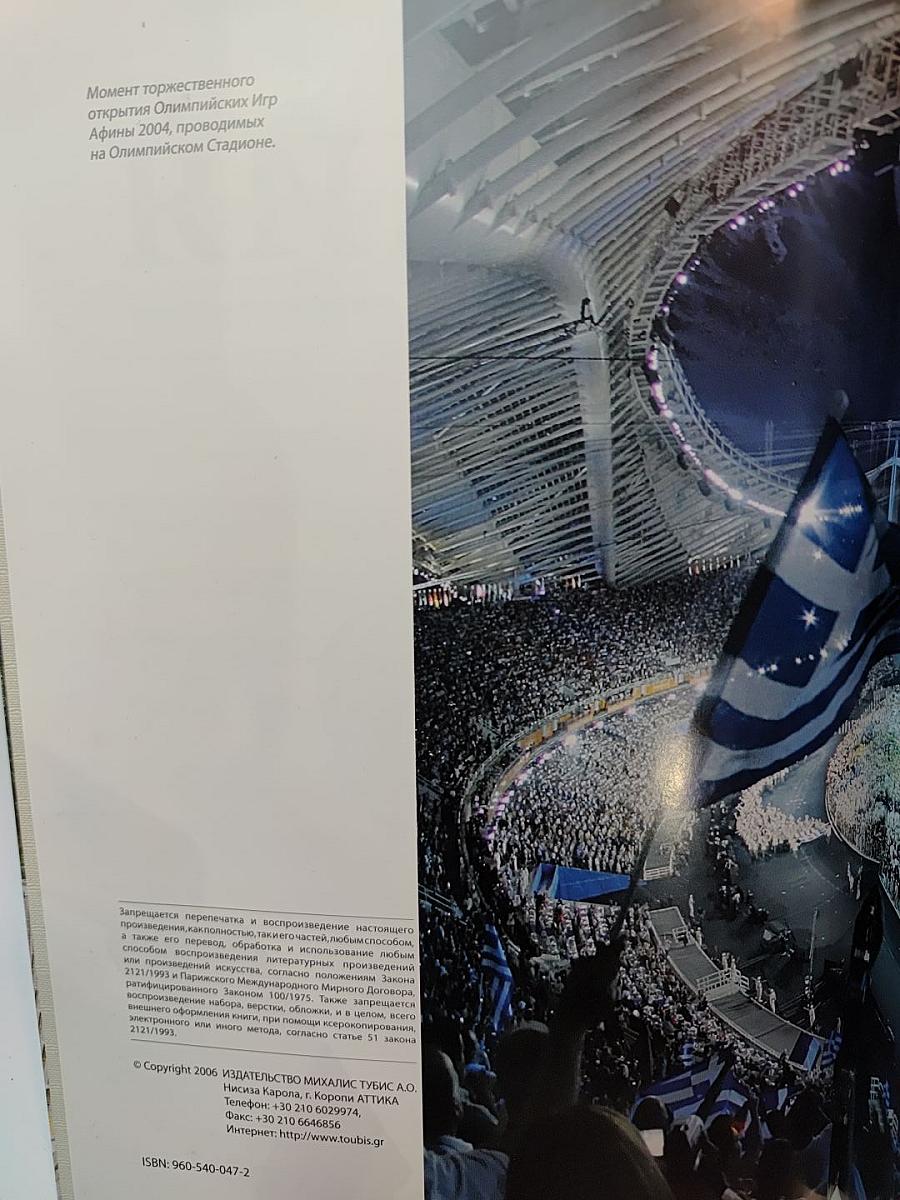 Момент торжественного
открытия Олимпийских Игр
Афины 2004, проводимых
на Олимпийском Стадионе.
Запрещается перепечатка и воспроизведение настоящего
произведения, как полностью, так и его частей, любым способом,
а также его перевод, обработка и использование любым
способом воспроизведения литературных произведений
или произведений искусства, согласно положениям Закона
2121/1993 и Парижского Международного Мирного Договора,
ратифицированного Законом 100/1975. Также запрещается
воспроизведение набора, верстки, обложки, и в целом, всего
внешнего оформления книги, при помощи ксерокопирования,
электронного или иного метода, согласно статье 51 закона
2121/1993.
© Copyright 2006 ИЗДАТЕЛЬСТВО МИХАЛИС ТУБИС А.О.
Нисиза Карола, г. Коропи АТТИКА
Телефон: +30 210 6029974,
Факс: +30 210 6646856
Интернет: http://www.toubis.gr
ISBN: 960-540-047-2